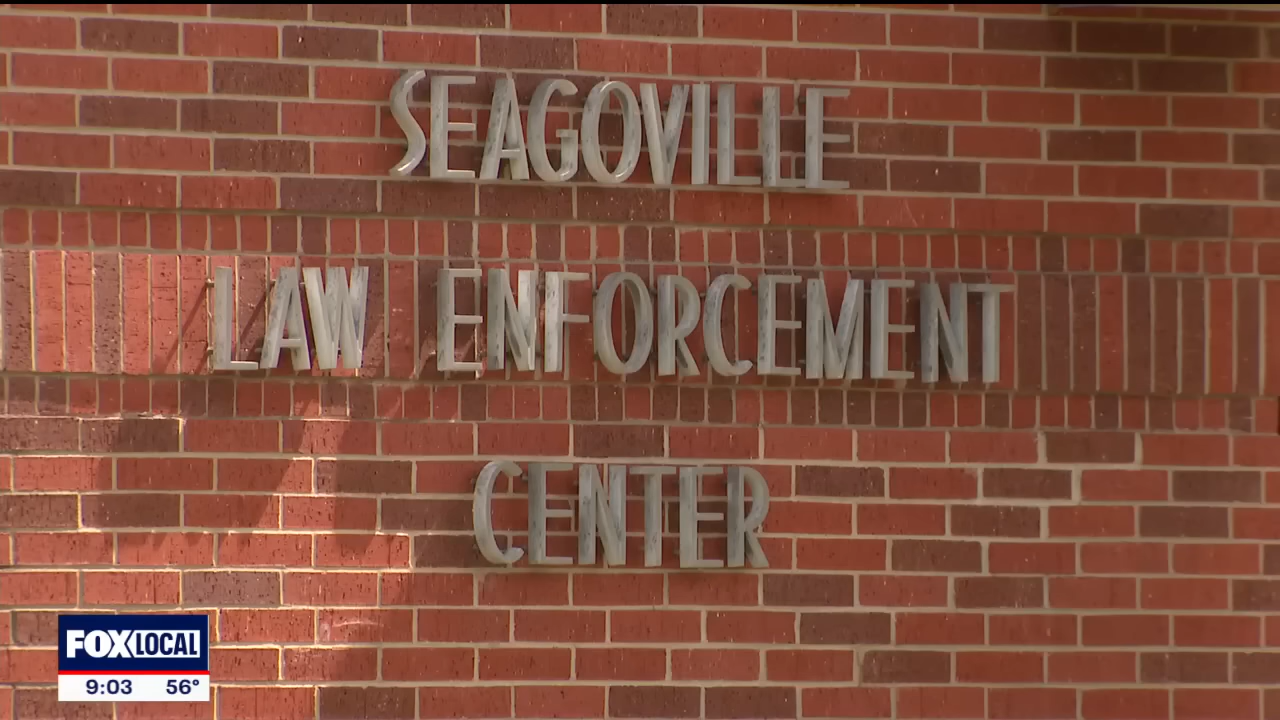 SEAGOVILLE
LAW ENFORCEMENT
CENTER
FOX LOCAL
9:03 56°